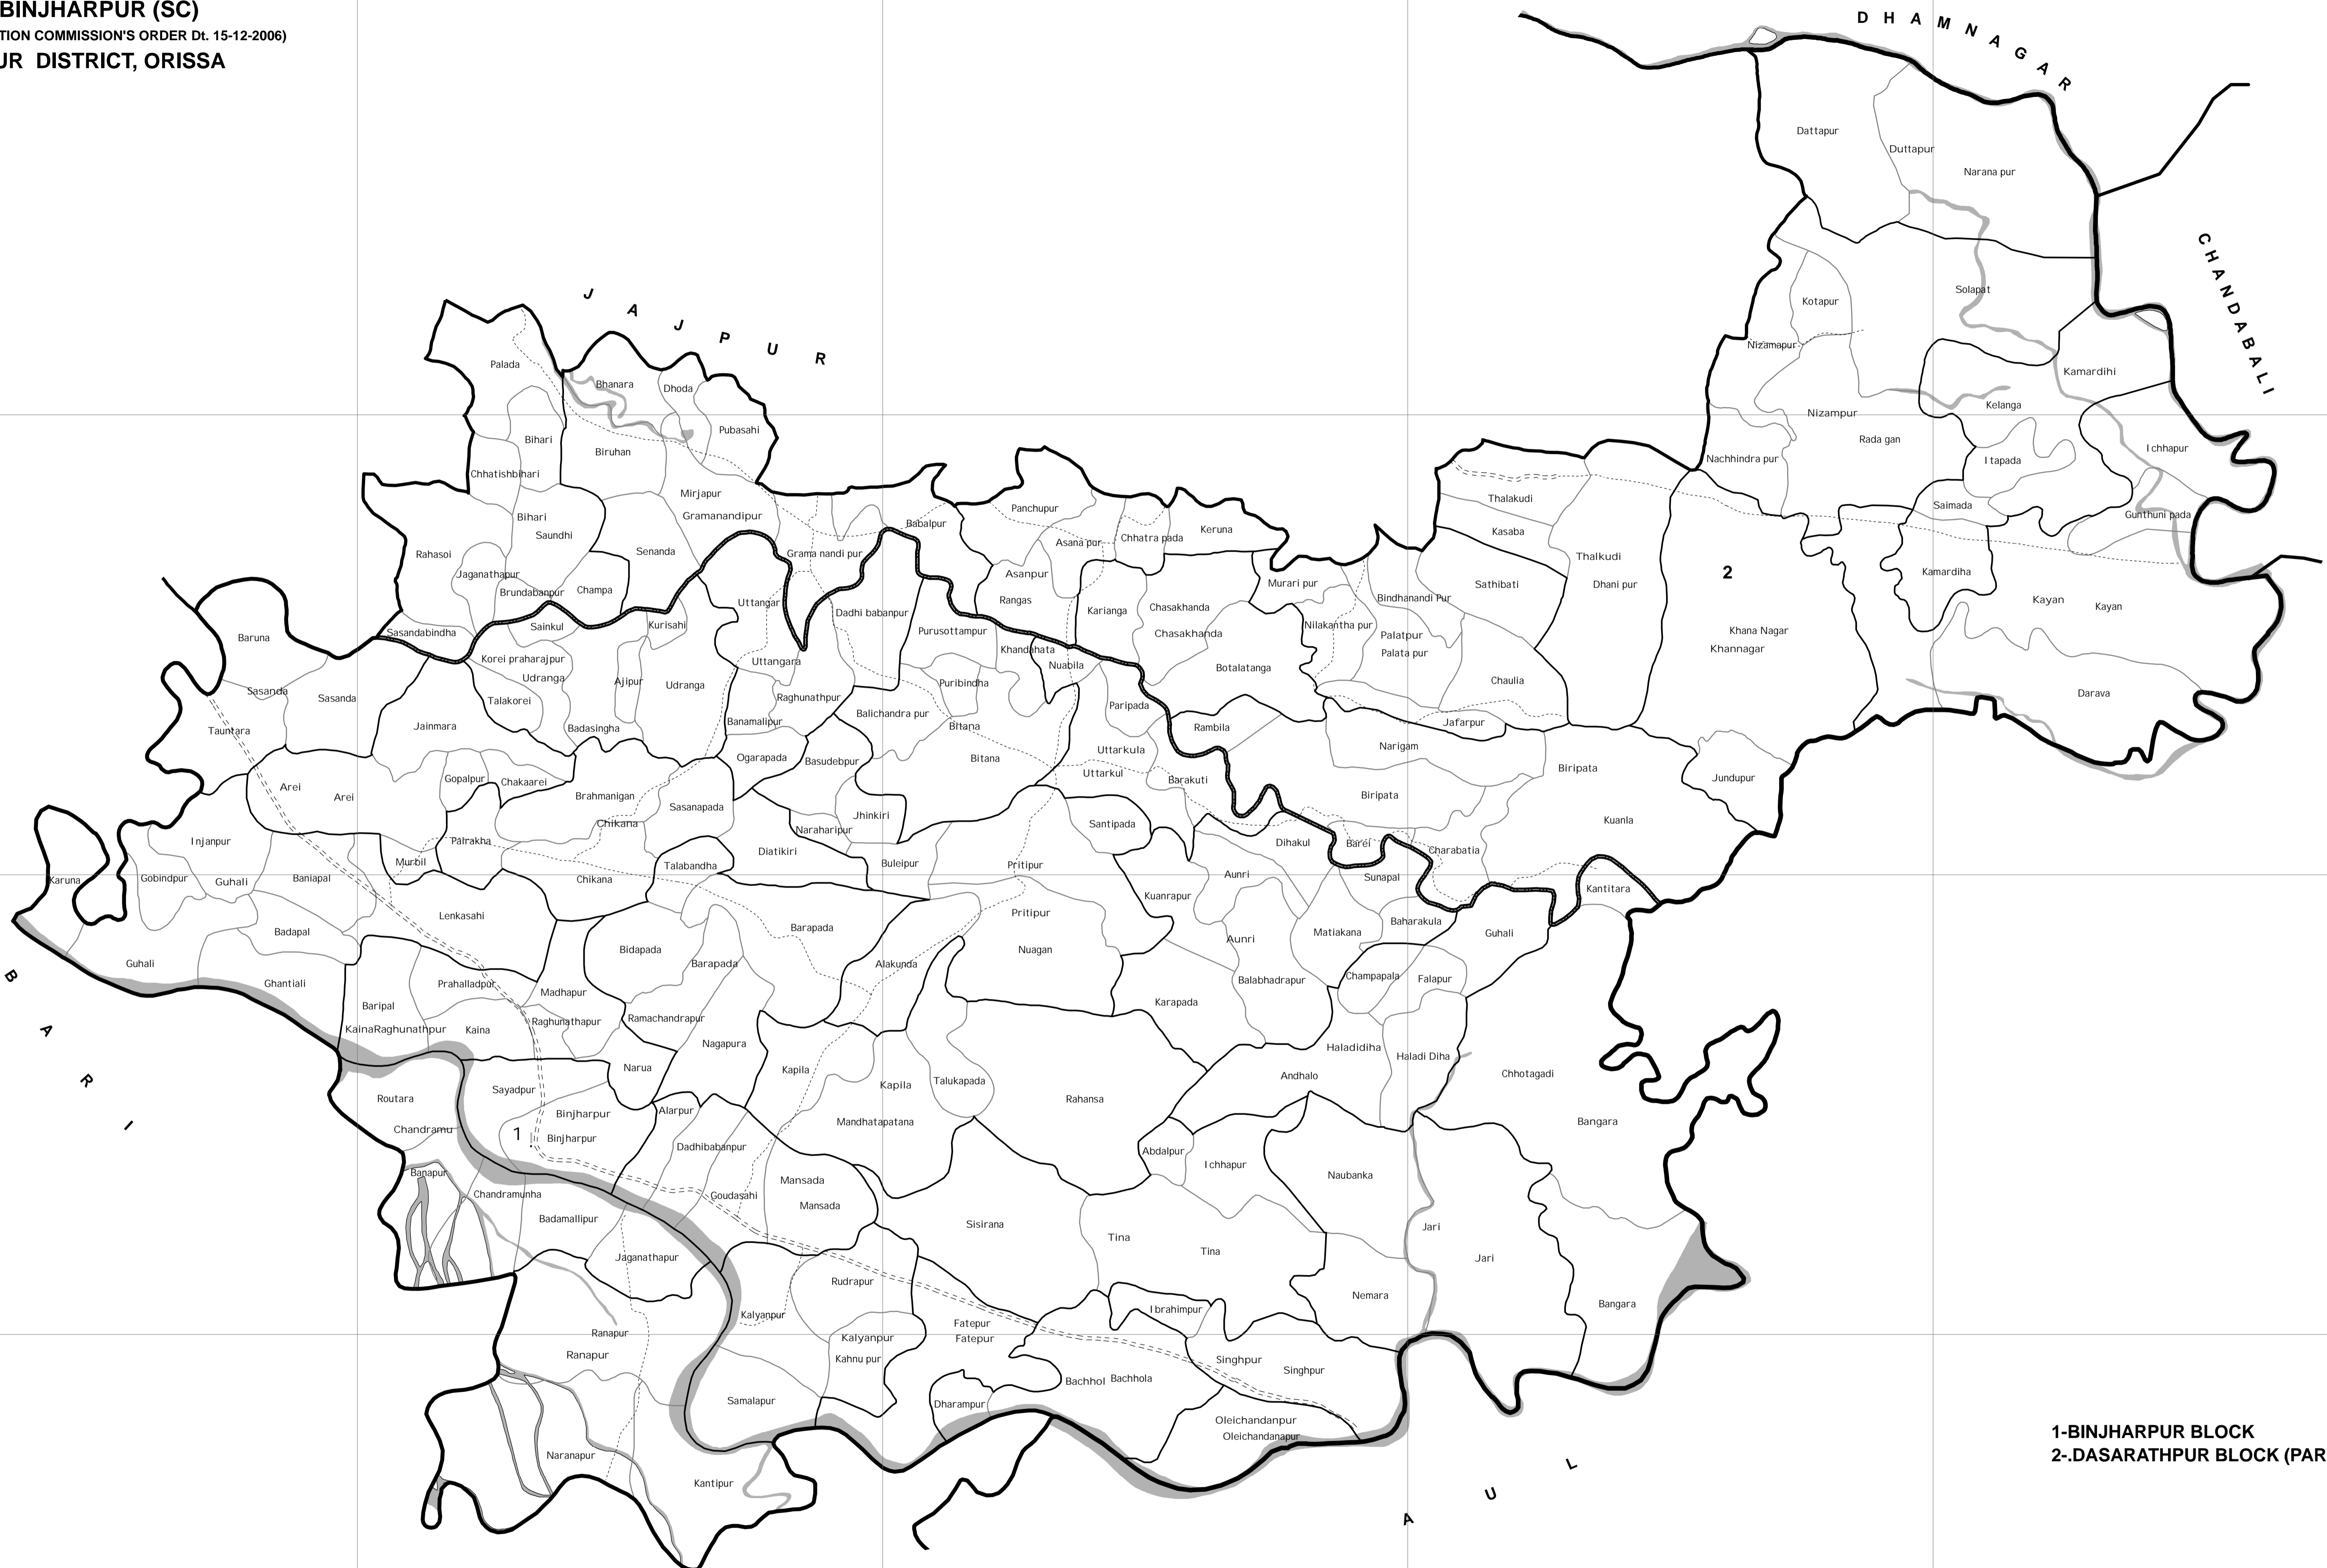 BINJHARPUR (SC)
TION COMMISSION'S ORDER Dt. 15-12-2006)
UR DISTRICT, ORISSA
DHAMNAGAR
CHANDABALI
JAJPUR
BARI
AUL
Dattapur
Duttapur
Narana pur
Solapat
Kotapur
Nizamapur
Kamardihi
Kelanga
Nizampur
Rada gan
Nachhindra pur
Itapada
Ichhapur
Saimada
Gunthuni pada
Kamardiha
Kayan
Kayan
Darava
2
Khana Nagar
Khannagar
Palada
Bhanara
Dhoda
Pubasahi
Bihari
Biruhan
Chhatishbihari
Mirjapur
Gramanandipur
Bihari
Saundhi
Senanda
Rahasoi
Jaganathapur
Brundabanpur
Champa
Grama nandi pur
Babalpur
Panchupur
Asana pur
Chhatra pada
Keruna
Asanpur
Rangas
Karianga
Chasakhanda
Chasakhanda
Botalatanga
Murari pur
Nilakantha pur
Bindhanandi Pur
Palatpur
Palata pur
Thalakudi
Kasaba
Thalkudi
Dhani pur
Sathibati
Chaulia
Jafarpur
Narigam
Biripata
Biripata
Jundupur
Kuanla
Rambila
Charabatia
Kantitara
Baruna
Sasandabindha
Sainkul
Kurisahi
Uttangar
Dadhi babanpur
Purusottampur
Khandahata
Nuabila
Korei praharajpur
Udranga
Ajipur
Udranga
Uttangara
Puribindha
Paripada
Sasanda
Sasanda
Talakorei
Raghunathpur
Tauntara
Jainmara
Badasingha
Banamalipur
Balichandra pur
Bitana
Bitana
Uttarkula
Uttarkul
Barakuti
Arei
Arei
Gopalpur
Chakaarei
Brahmanigan
Sasanapada
Ogarapada
Basudebpur
Chikana
Jhinkiri
Naraharipur
Santipada
Dihakul
Barei
Injanpur
Murbil
Palrakha
Talabandha
Diatikiri
Buleipur
Pritipur
Aunri
Sunapal
Karuna
Gobindpur
Guhali
Baniapal
Chikana
Kuanrapur
Lenkasahi
Pritipur
Nuagan
Badapal
Bidapada
Barapada
Barapada
Alakunda
Aunri
Matiakana
Baharakula
Guhali
Guhali
Ghantiali
Prahalladpur
Madhapur
Balabhadrapur
Champapala
Falapur
Baripal
Raghunathapur
Ramachandrapur
Karapada
KainaRaghunathpur
Kaina
Nagapura
Haladidiha
Haladi Diha
Narua
Kapila
Kapila
Talukapada
Andhalo
Chhotagadi
Routara
Sayadpur
Rahansa
Binjharpur
1
Binjharpur
Alarpur
Mandhatapatana
Bangara
Chandramu
Dadhibabanpur
Abdalpur
Ichhapur
Naubanka
Banapur
Chandramunha
Goudasahi
Mansada
Mansada
Badamallipur
Sisirana
Tina
Tina
Jari
Jari
Jaganathapur
Rudrapur
Nemara
Bangara
Kalyanpur
Ibrahimpur
Ranapur
Ranapur
Kalyanpur
Fatepur
Fatepur
Kahnu pur
Singhpur
Singhpur
Bachhol
Bachhola
Samalapur
Dharampur
Oleichandanpur
Oleichandanapur
Naranapur
Kantipur
1-BINJHARPUR BLOCK
2-.DASARATHPUR BLOCK (PAR